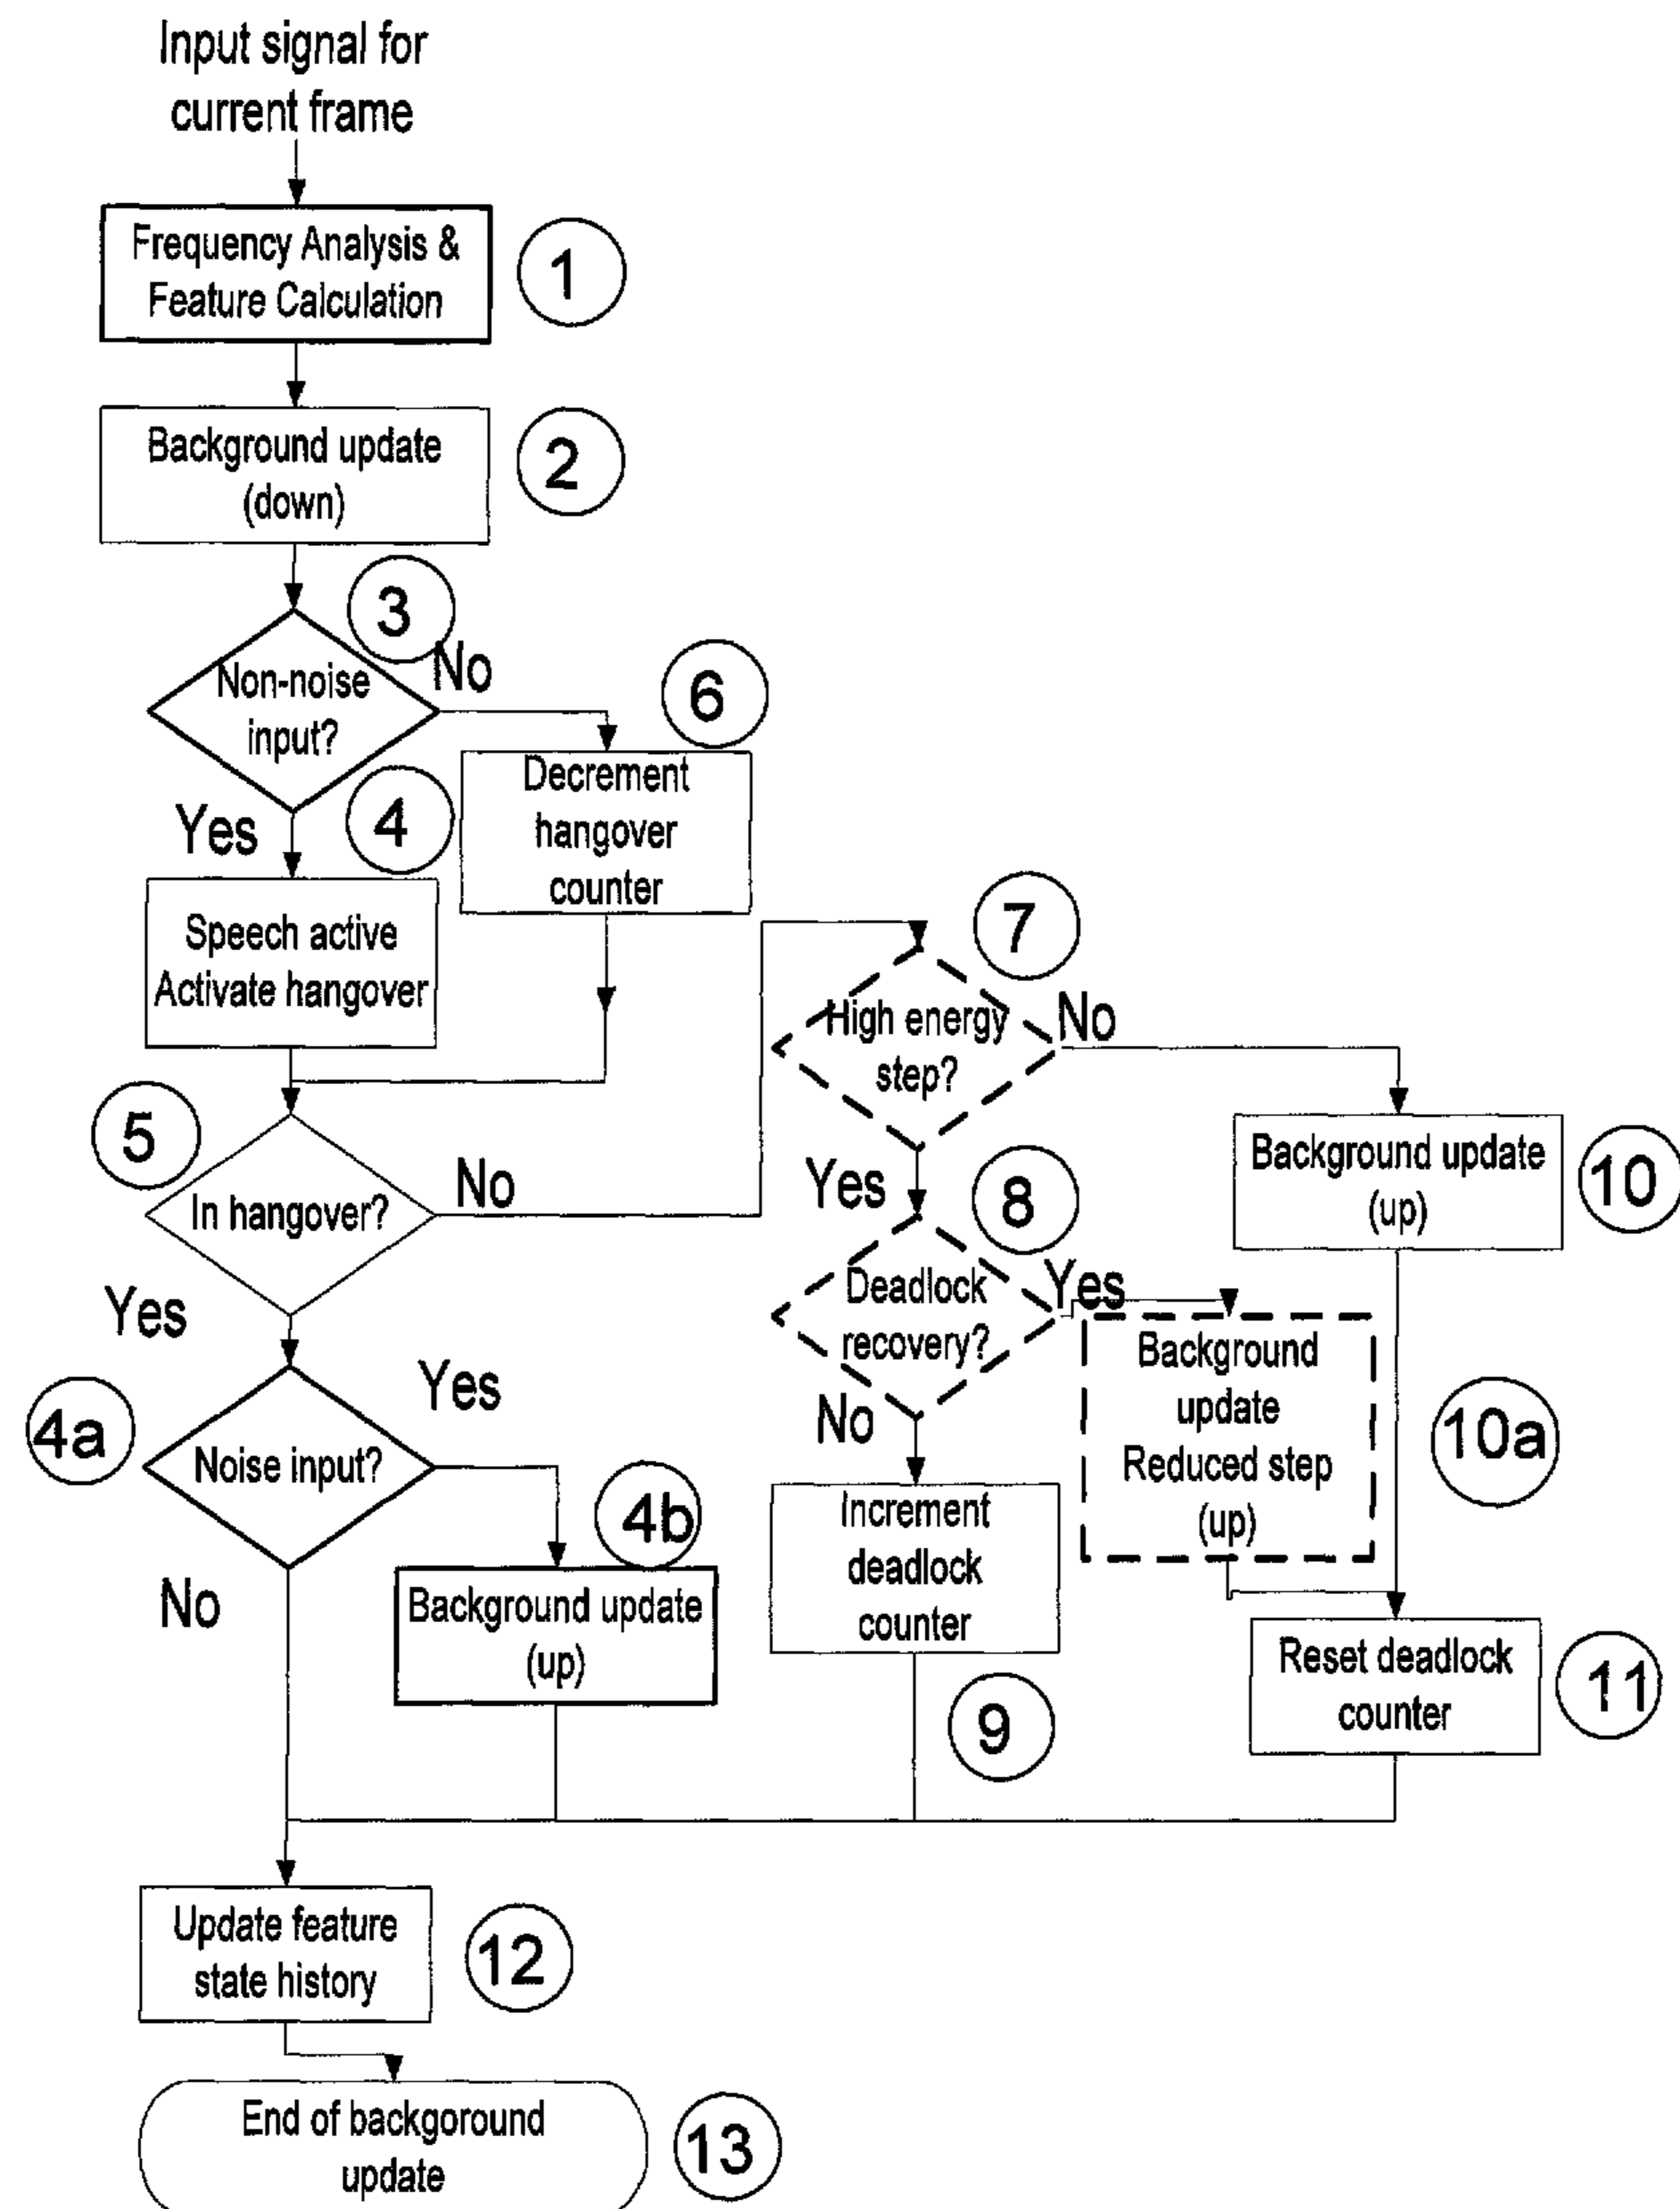 Input signal for
current frame
Frequency Analysis &
Feature Calculation
1
Background update
(down)
2
3
Non-noise
input?
No
6
Yes
4
Decrement
hangover
counter
Speech active
Activate hangover
7
High energy
step?
No
5
In hangover?
No
Yes
8
Background update
(up)
10
Yes
Deadlock
recovery?
Yes
Background
update
Reduced step
(up)
10a
4a
Noise input?
Yes
No
4b
Background update
(up)
No
Increment
deadlock
counter
9
Reset deadlock
counter
11
Update feature
state history
12
End of backgoround
update
13